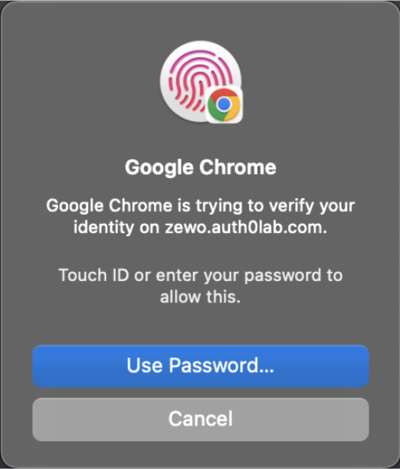 Google Chrome
Google Chrome is trying to verify your
identity on zewo.auth0lab.com.
Touch ID or enter your password to
allow this.
Use Password...
Cancel